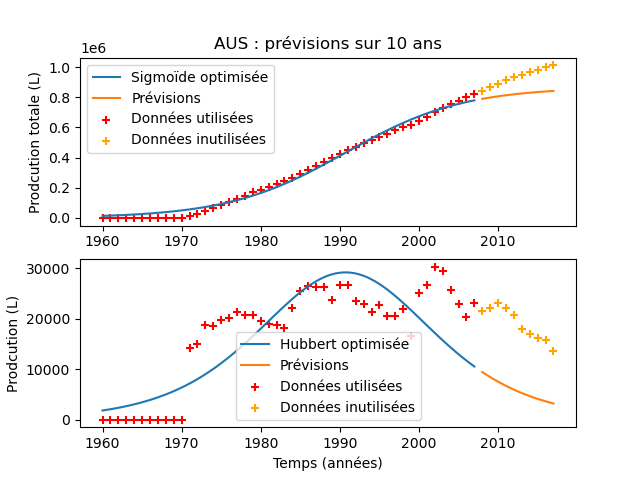 AUS : prévisions sur 10 ans
1e6
Prodcution totale (L)
1.0
0.8
0.6
0.4
0.2
0.0
Sigmoïde optimisée
Prévisions
Données utilisées
Données inutilisées
1960 1970 1980 1990 2000 2010
Prodcution (L)
30000
20000
10000
0
Hubbert optimisée
Prévisions
Données utilisées
Données inutilisées
1960 1970 1980 1990 2000 2010
Temps (années)